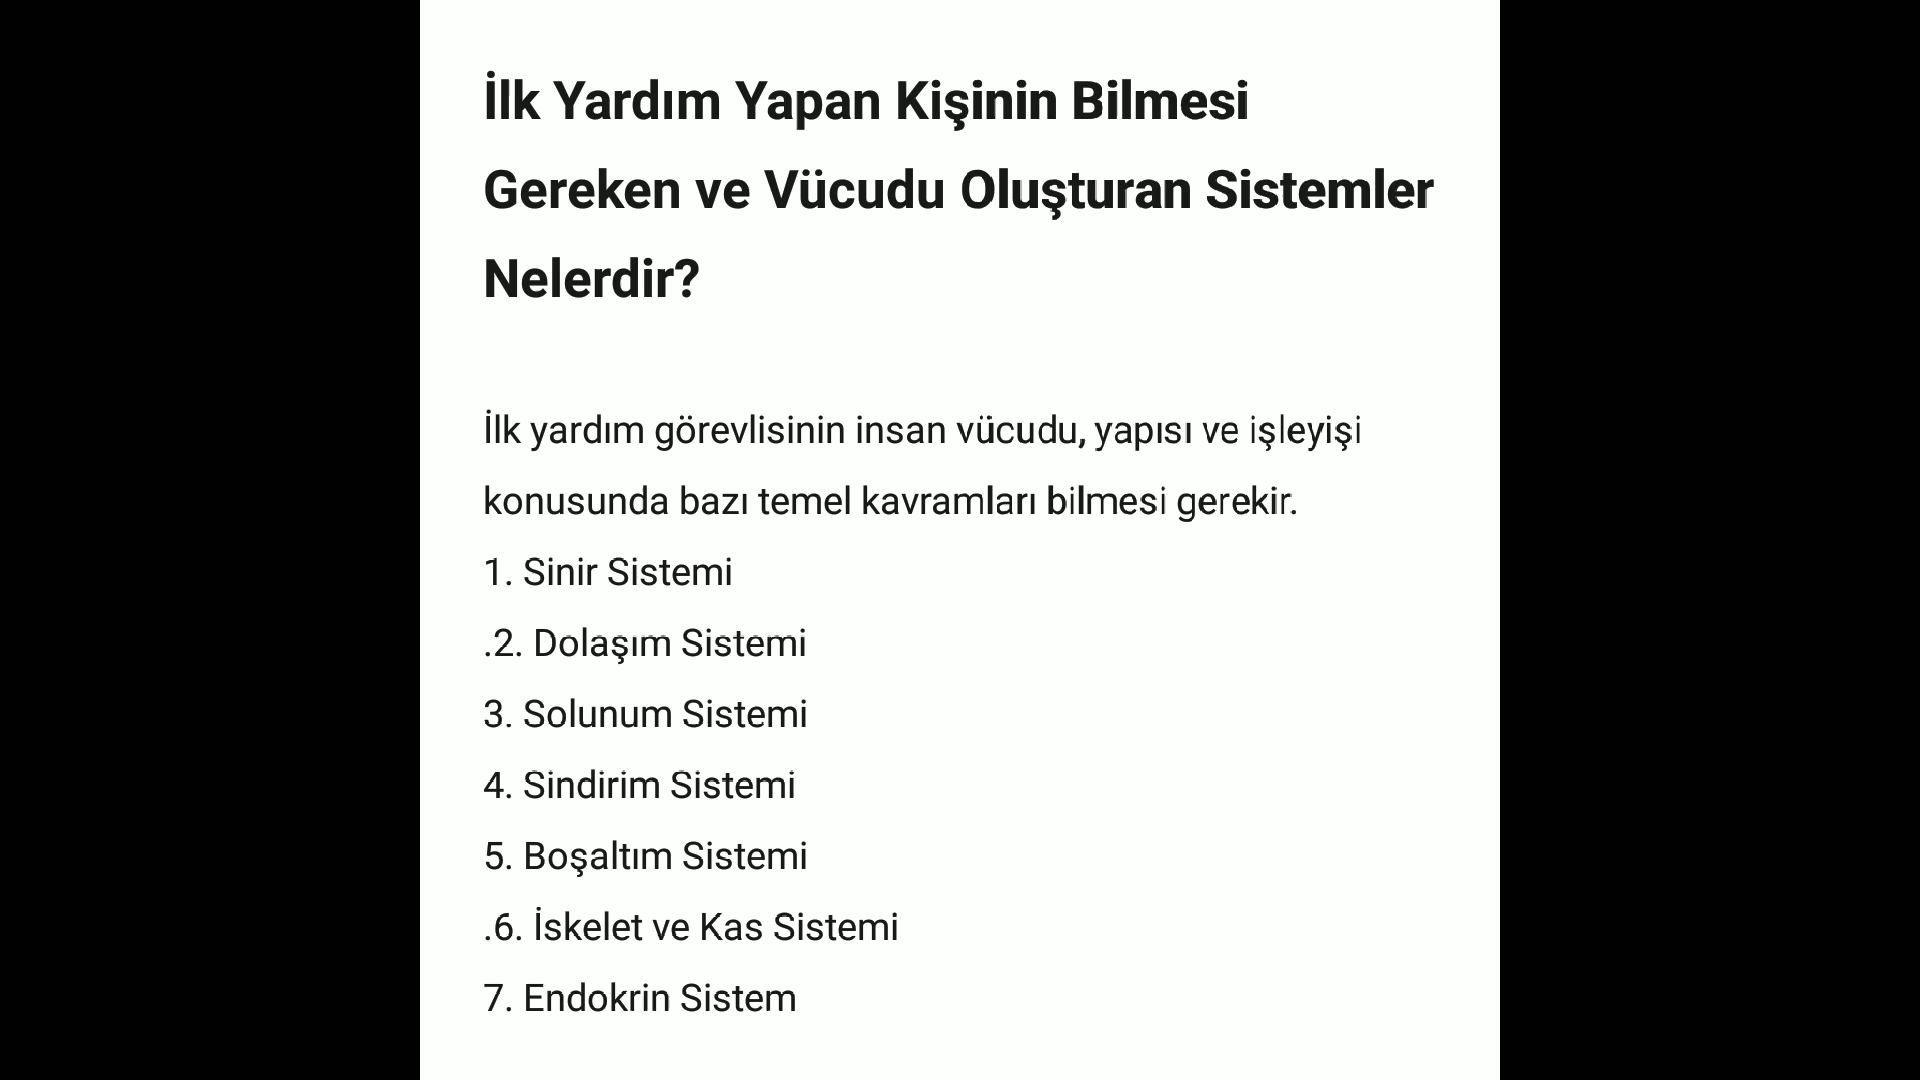 İlk Yardım Yapan Kişinin Bilmesi
Gereken ve Vücudu Oluşturan Sistemler
Nelerdir?
İlk yardım görevlisinin insan vücudu, yapısı ve işleyişi
konusunda bazı temel kavramları bilmesi gerekir.
1. Sinir Sistemi
.2. Dolaşım Sistemi
3. Solunum Sistemi
4. Sindirim Sistemi
5. Boşaltım Sistemi
.6. İskelet ve Kas Sistemi
7. Endokrin Sistem